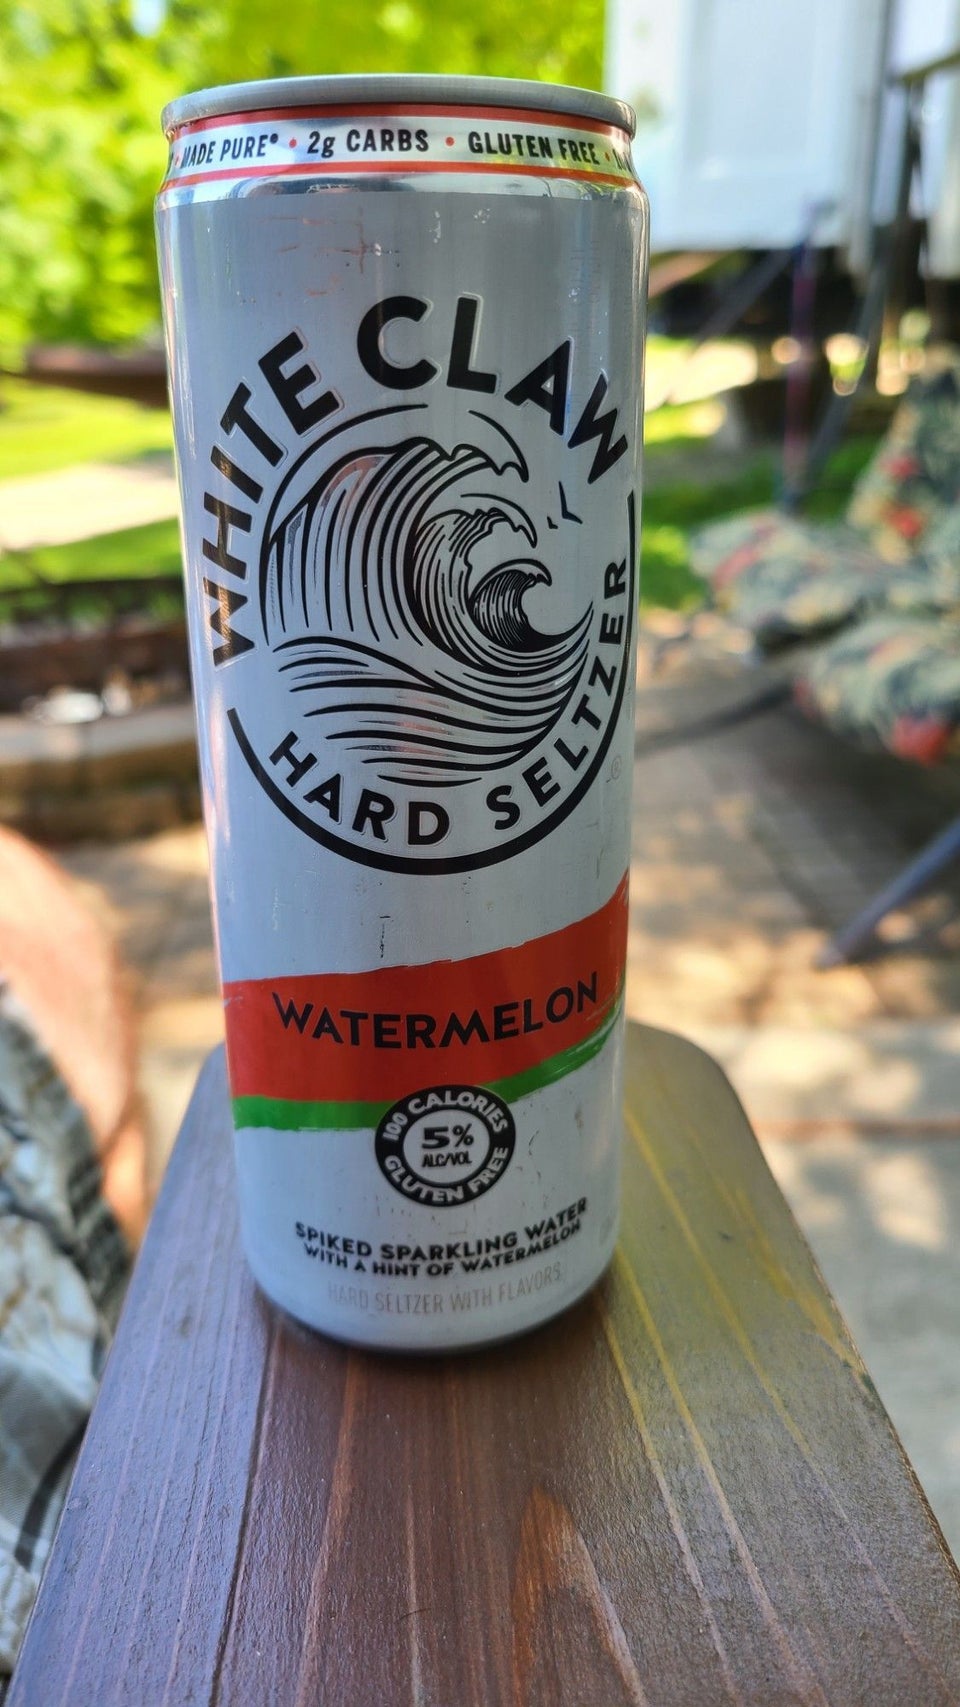 MADE PURE® • 2g CARBS • GLUTEN FREE •
WHITE CLAW
HARD SELTZER
®
WATERMELON
100 CALORIES
5%
ALC/VOL
GLUTEN FREE
SPIKED SPARKLING WATER
WITH A HINT OF WATERMELON
HARD SELTZER WITH FLAVORS